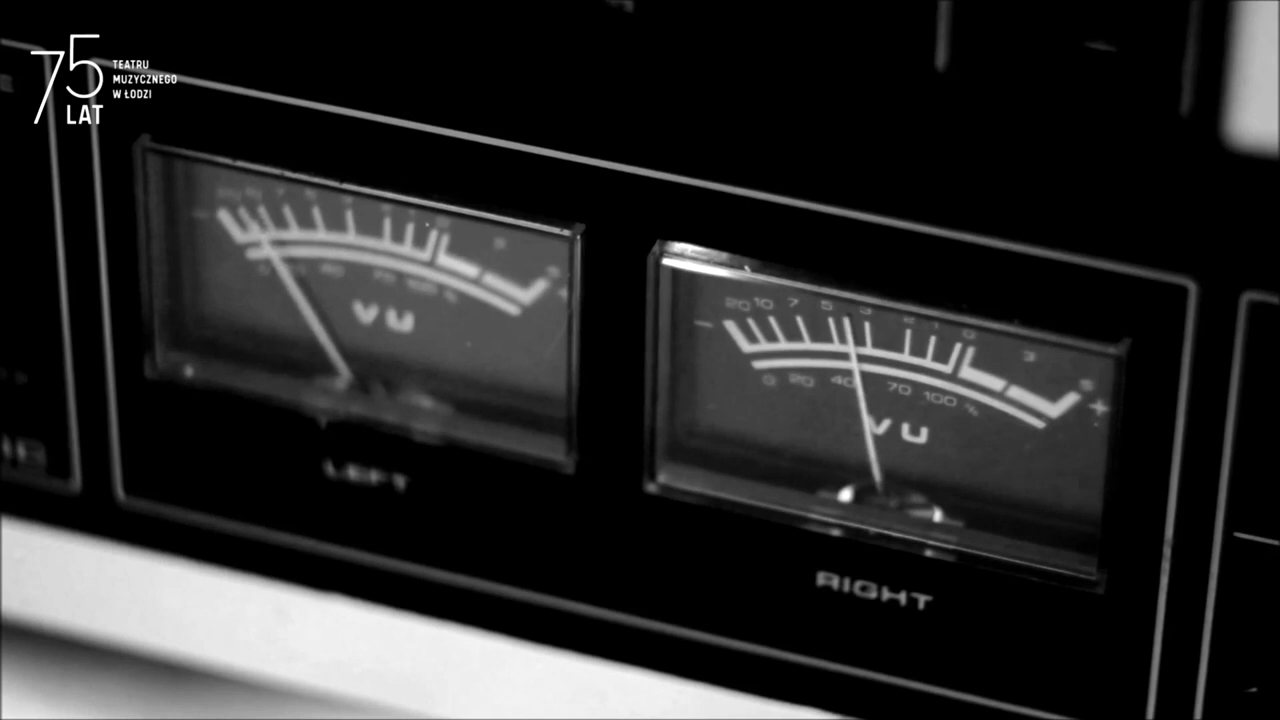 75
LAT
TEATRU
MUZYCZNEGO
W ŁODZI
VU
LEFT
20 10 7 5 3 2 1 0 3
- +
0 20 40 70 100 %
VU
RIGHT